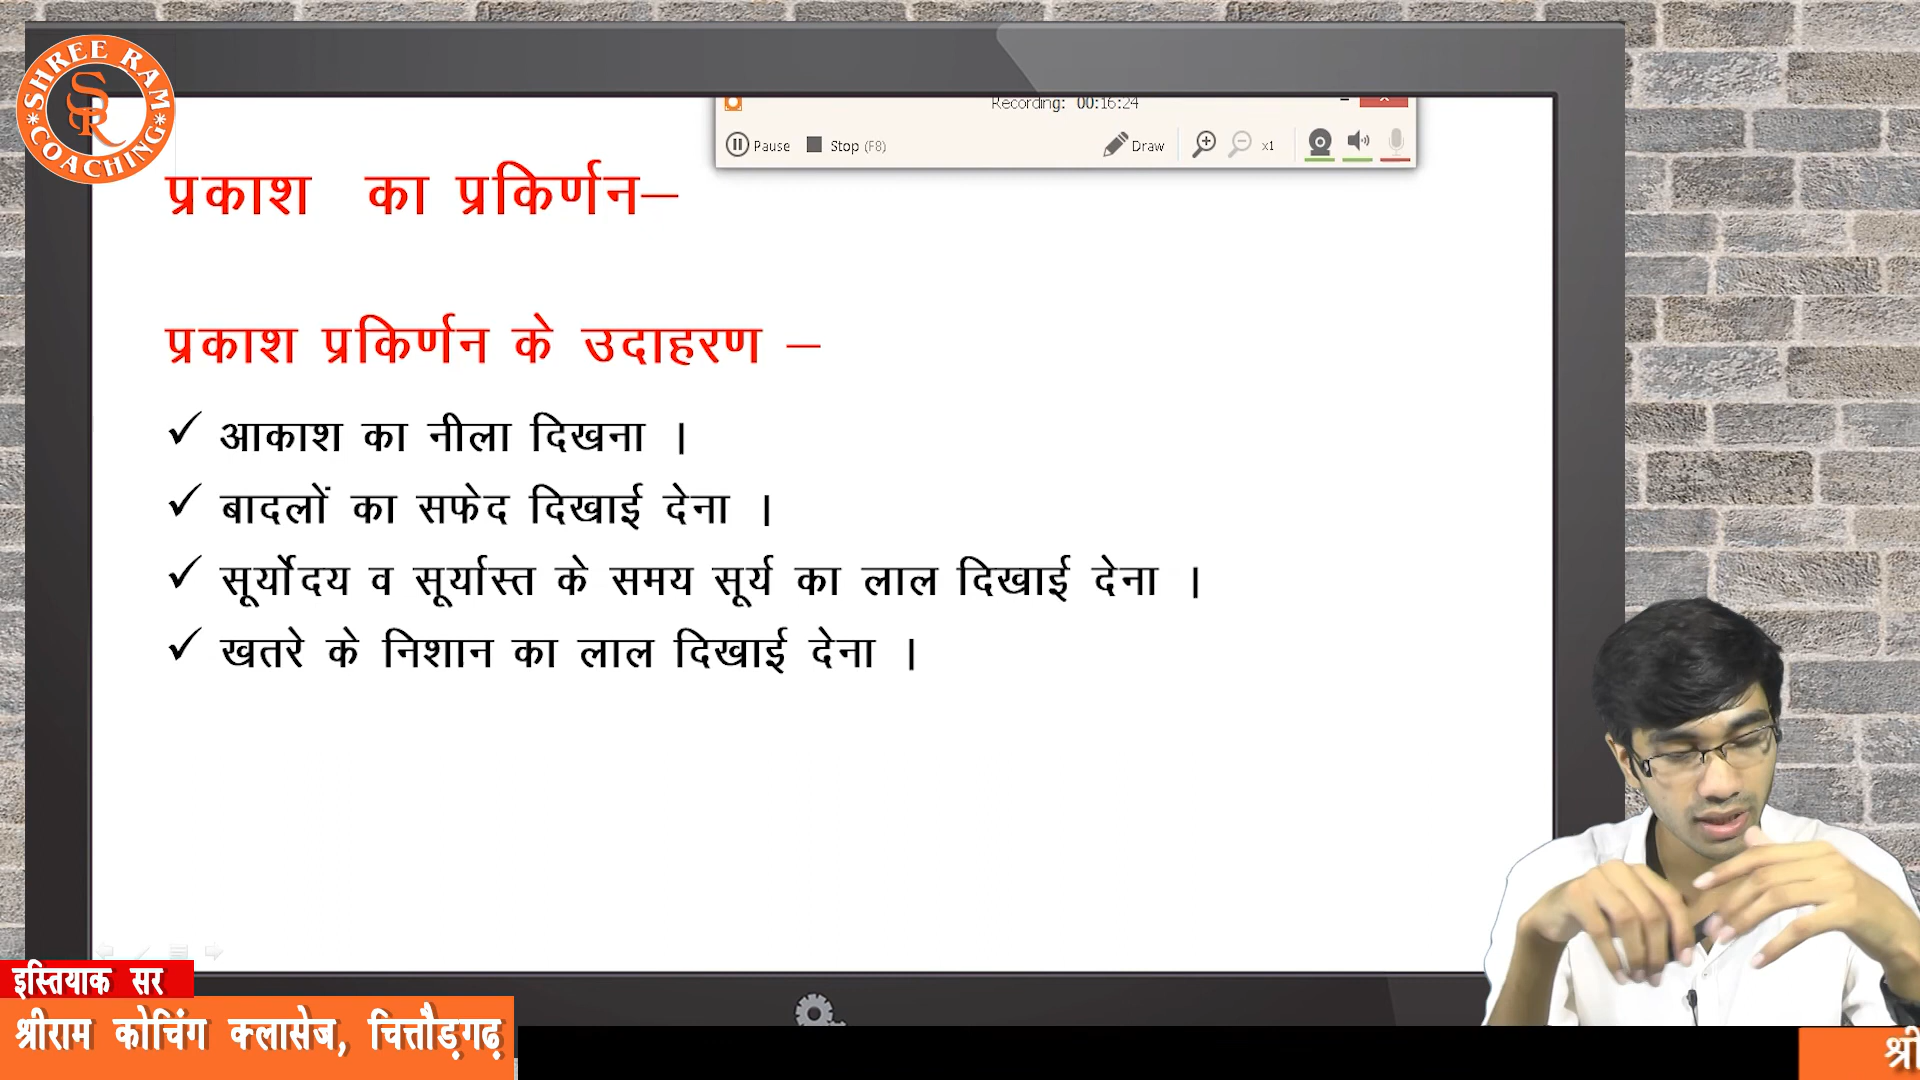 SHREE RAM
COACHING
SRC
Recording: 00:16:24
Pause
Stop (F8)
Draw
x1
प्रकाश का प्रकिर्णन–
प्रकाश प्रकिर्णन के उदाहरण –
✓ आकाश का नीला दिखना ।
✓ बादलों का सफेद दिखाई देना ।
✓ सूर्योदय व सूर्यास्त के समय सूर्य का लाल दिखाई देना ।
✓ खतरे के निशान का लाल दिखाई देना ।
इस्तियाक सर
श्रीराम कोचिंग क्लासेज, चित्तौड़गढ़
श्री